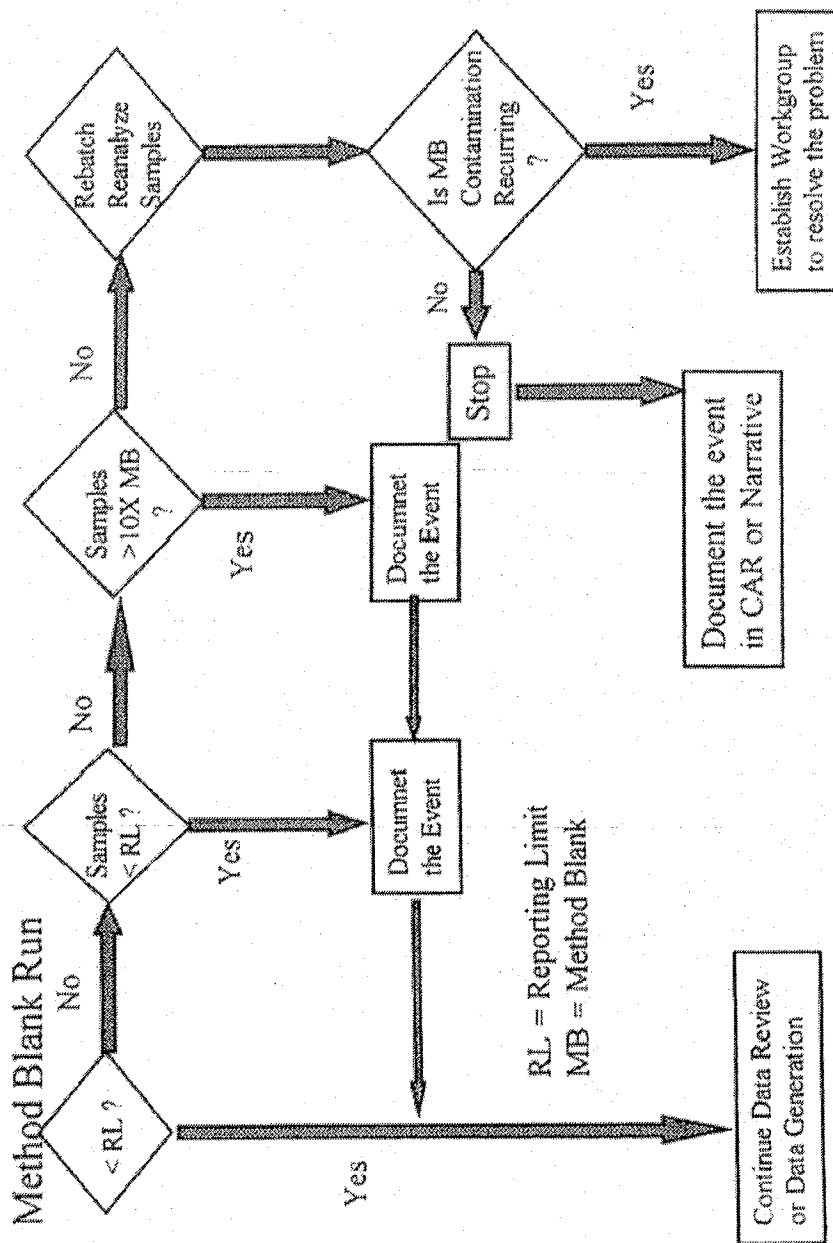 Method Blank Run
< RL ?
No
Samples
< RL ?
No
Samples
>10X MB
?
No
Rebatch
Reanalyze
Samples
Yes
Yes
Yes
Documnet
the Event
Documnet
the Event
Stop
No
Is MB
Contamination
Recurring
?
Yes
RL = Reporting Limit
MB = Method Blank
Continue Data Review
or Data Generation
Document the event
in CAR or Narrative
Establish Workgroup
to resolve the problem